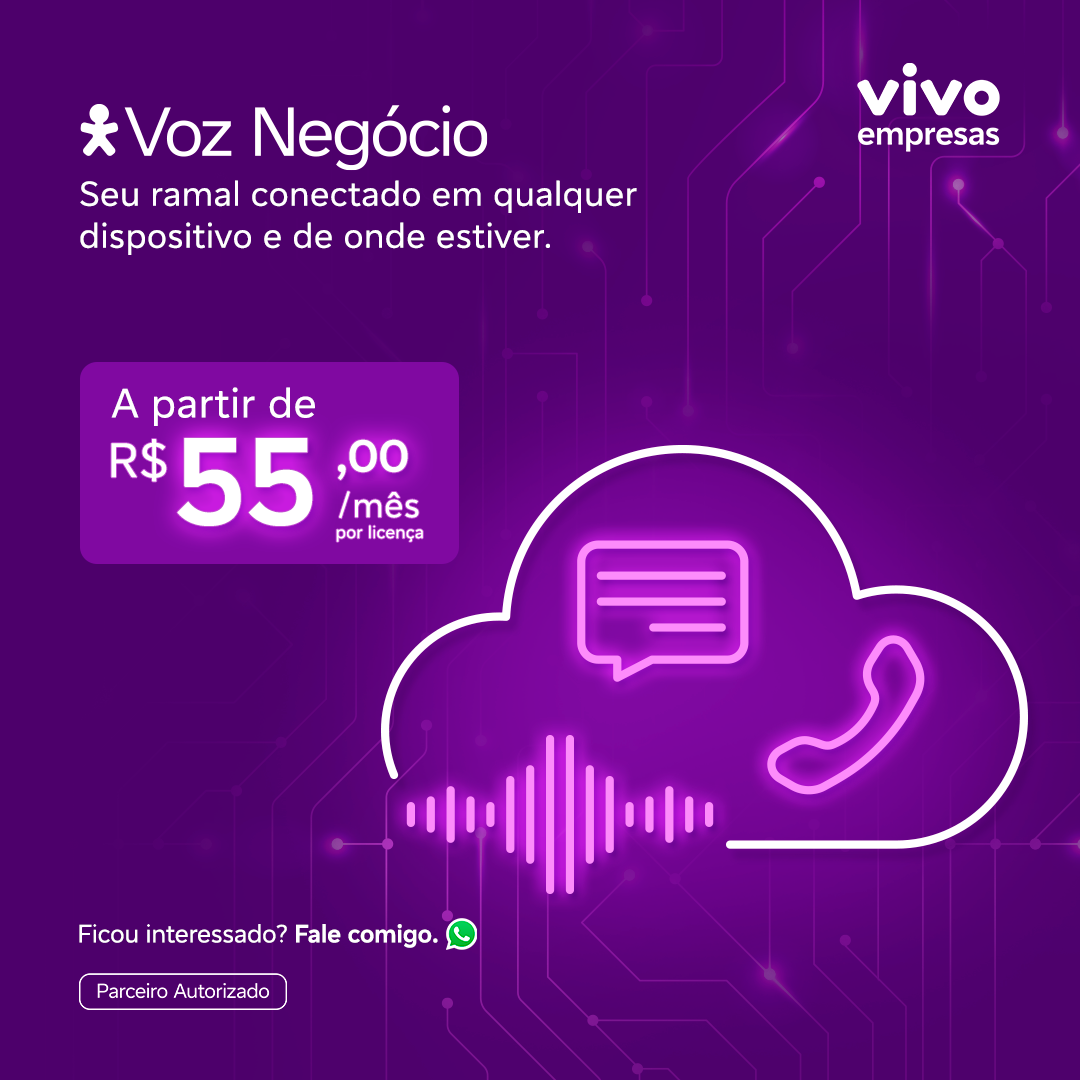 Voz Negócio
vivo
empresas
Seu ramal conectado em qualquer
dispositivo e de onde estiver.
A partir de
R$ 55,00
/mês
por licença
Ficou interessado? Fale comigo.
Parceiro Autorizado